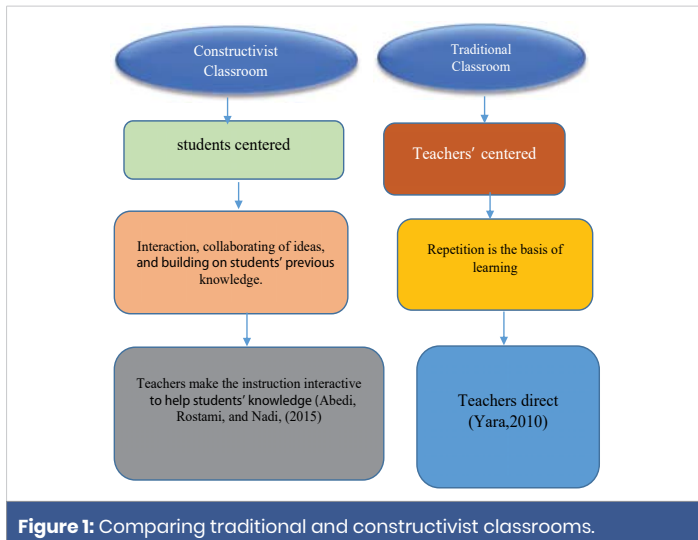 Constructivist
Classroom
students centered
Interaction, collaborating of ideas,
and building on students' previous
knowledge.
Teachers make the instruction interactive
to help students' knowledge (Abedi,
Rostami, and Nadi, (2015)
Traditional
Classroom
Teachers' centered
Repetition is the basis of
learning
Teachers direct
(Yara,2010)
Figure 1: Comparing traditional and constructivist classrooms.